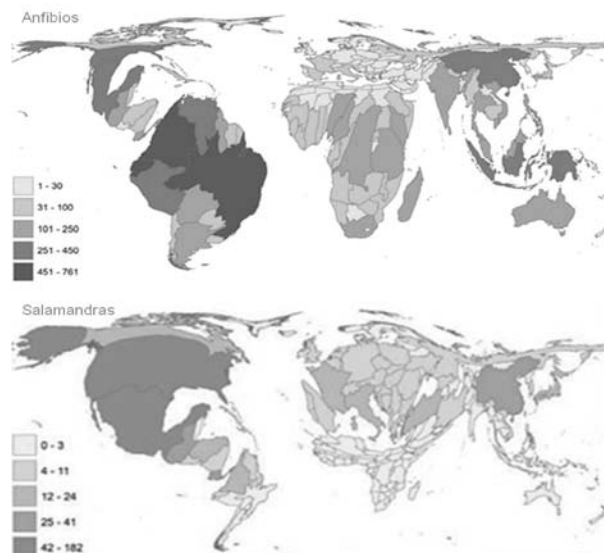 Anfibios
1 - 30
31 - 100
101 - 250
251 - 450
451 - 761
Salamandras
0 - 3
4 - 11
12 - 24
25 - 41
42 - 182